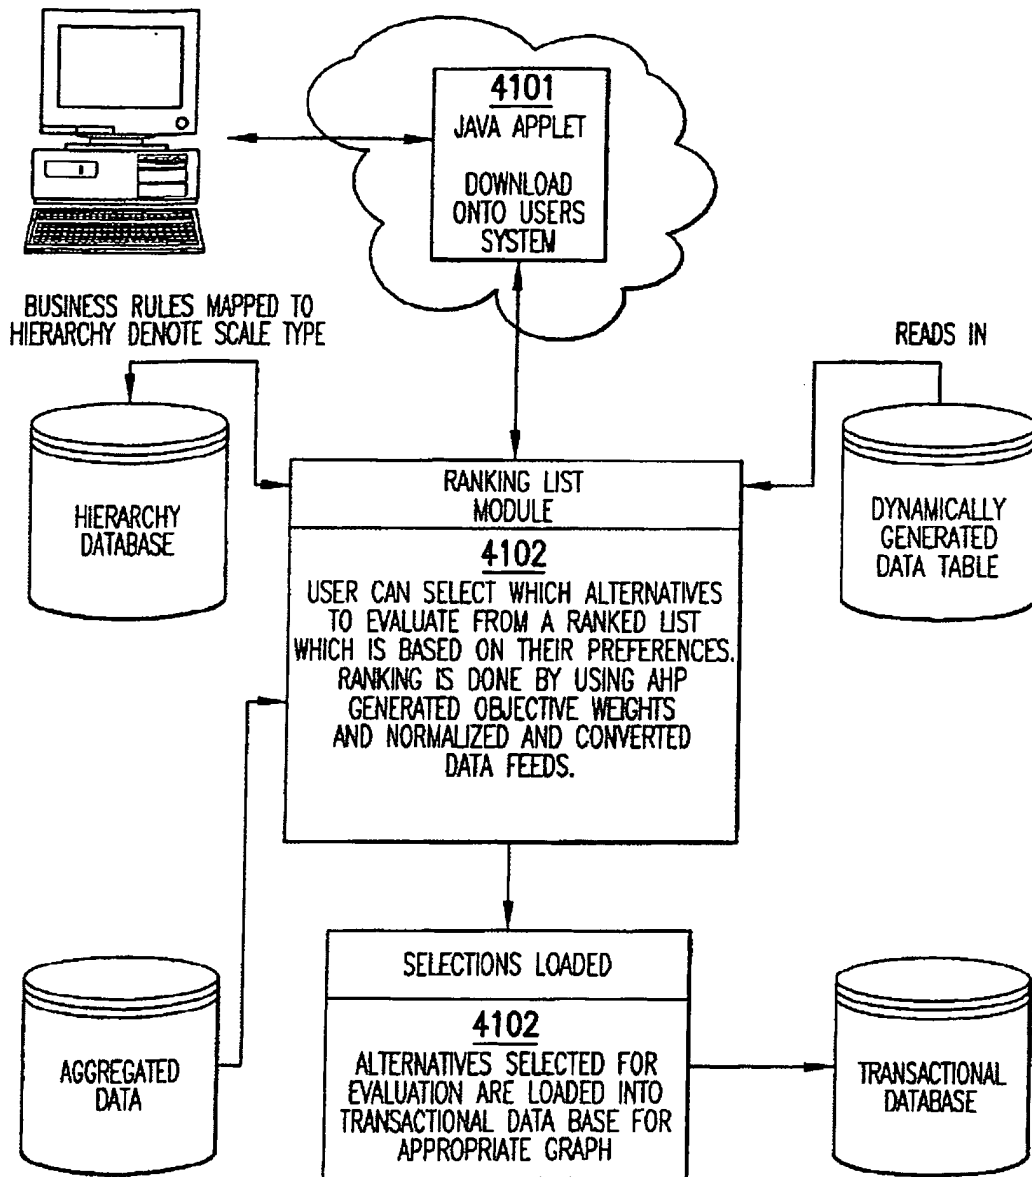 4101
JAVA APPLET
DOWNLOAD
ONTO USERS
SYSTEM
BUSINESS RULES MAPPED TO
HIERARCHY DENOTE SCALE TYPE
READS IN
HIERARCHY
DATABASE
RANKING LIST
MODULE
4102
USER CAN SELECT WHICH ALTERNATIVES
TO EVALUATE FROM A RANKED LIST
WHICH IS BASED ON THEIR PREFERENCES.
RANKING IS DONE BY USING AHP
GENERATED OBJECTIVE WEIGHTS
AND NORMALIZED AND CONVERTED
DATA FEEDS.
DYNAMICALLY
GENERATED
DATA TABLE
AGGREGATED
DATA
SELECTIONS LOADED
4102
ALTERNATIVES SELECTED FOR
EVALUATION ARE LOADED INTO
TRANSACTIONAL DATA BASE FOR
APPROPRIATE GRAPH
TRANSACTIONAL
DATABASE